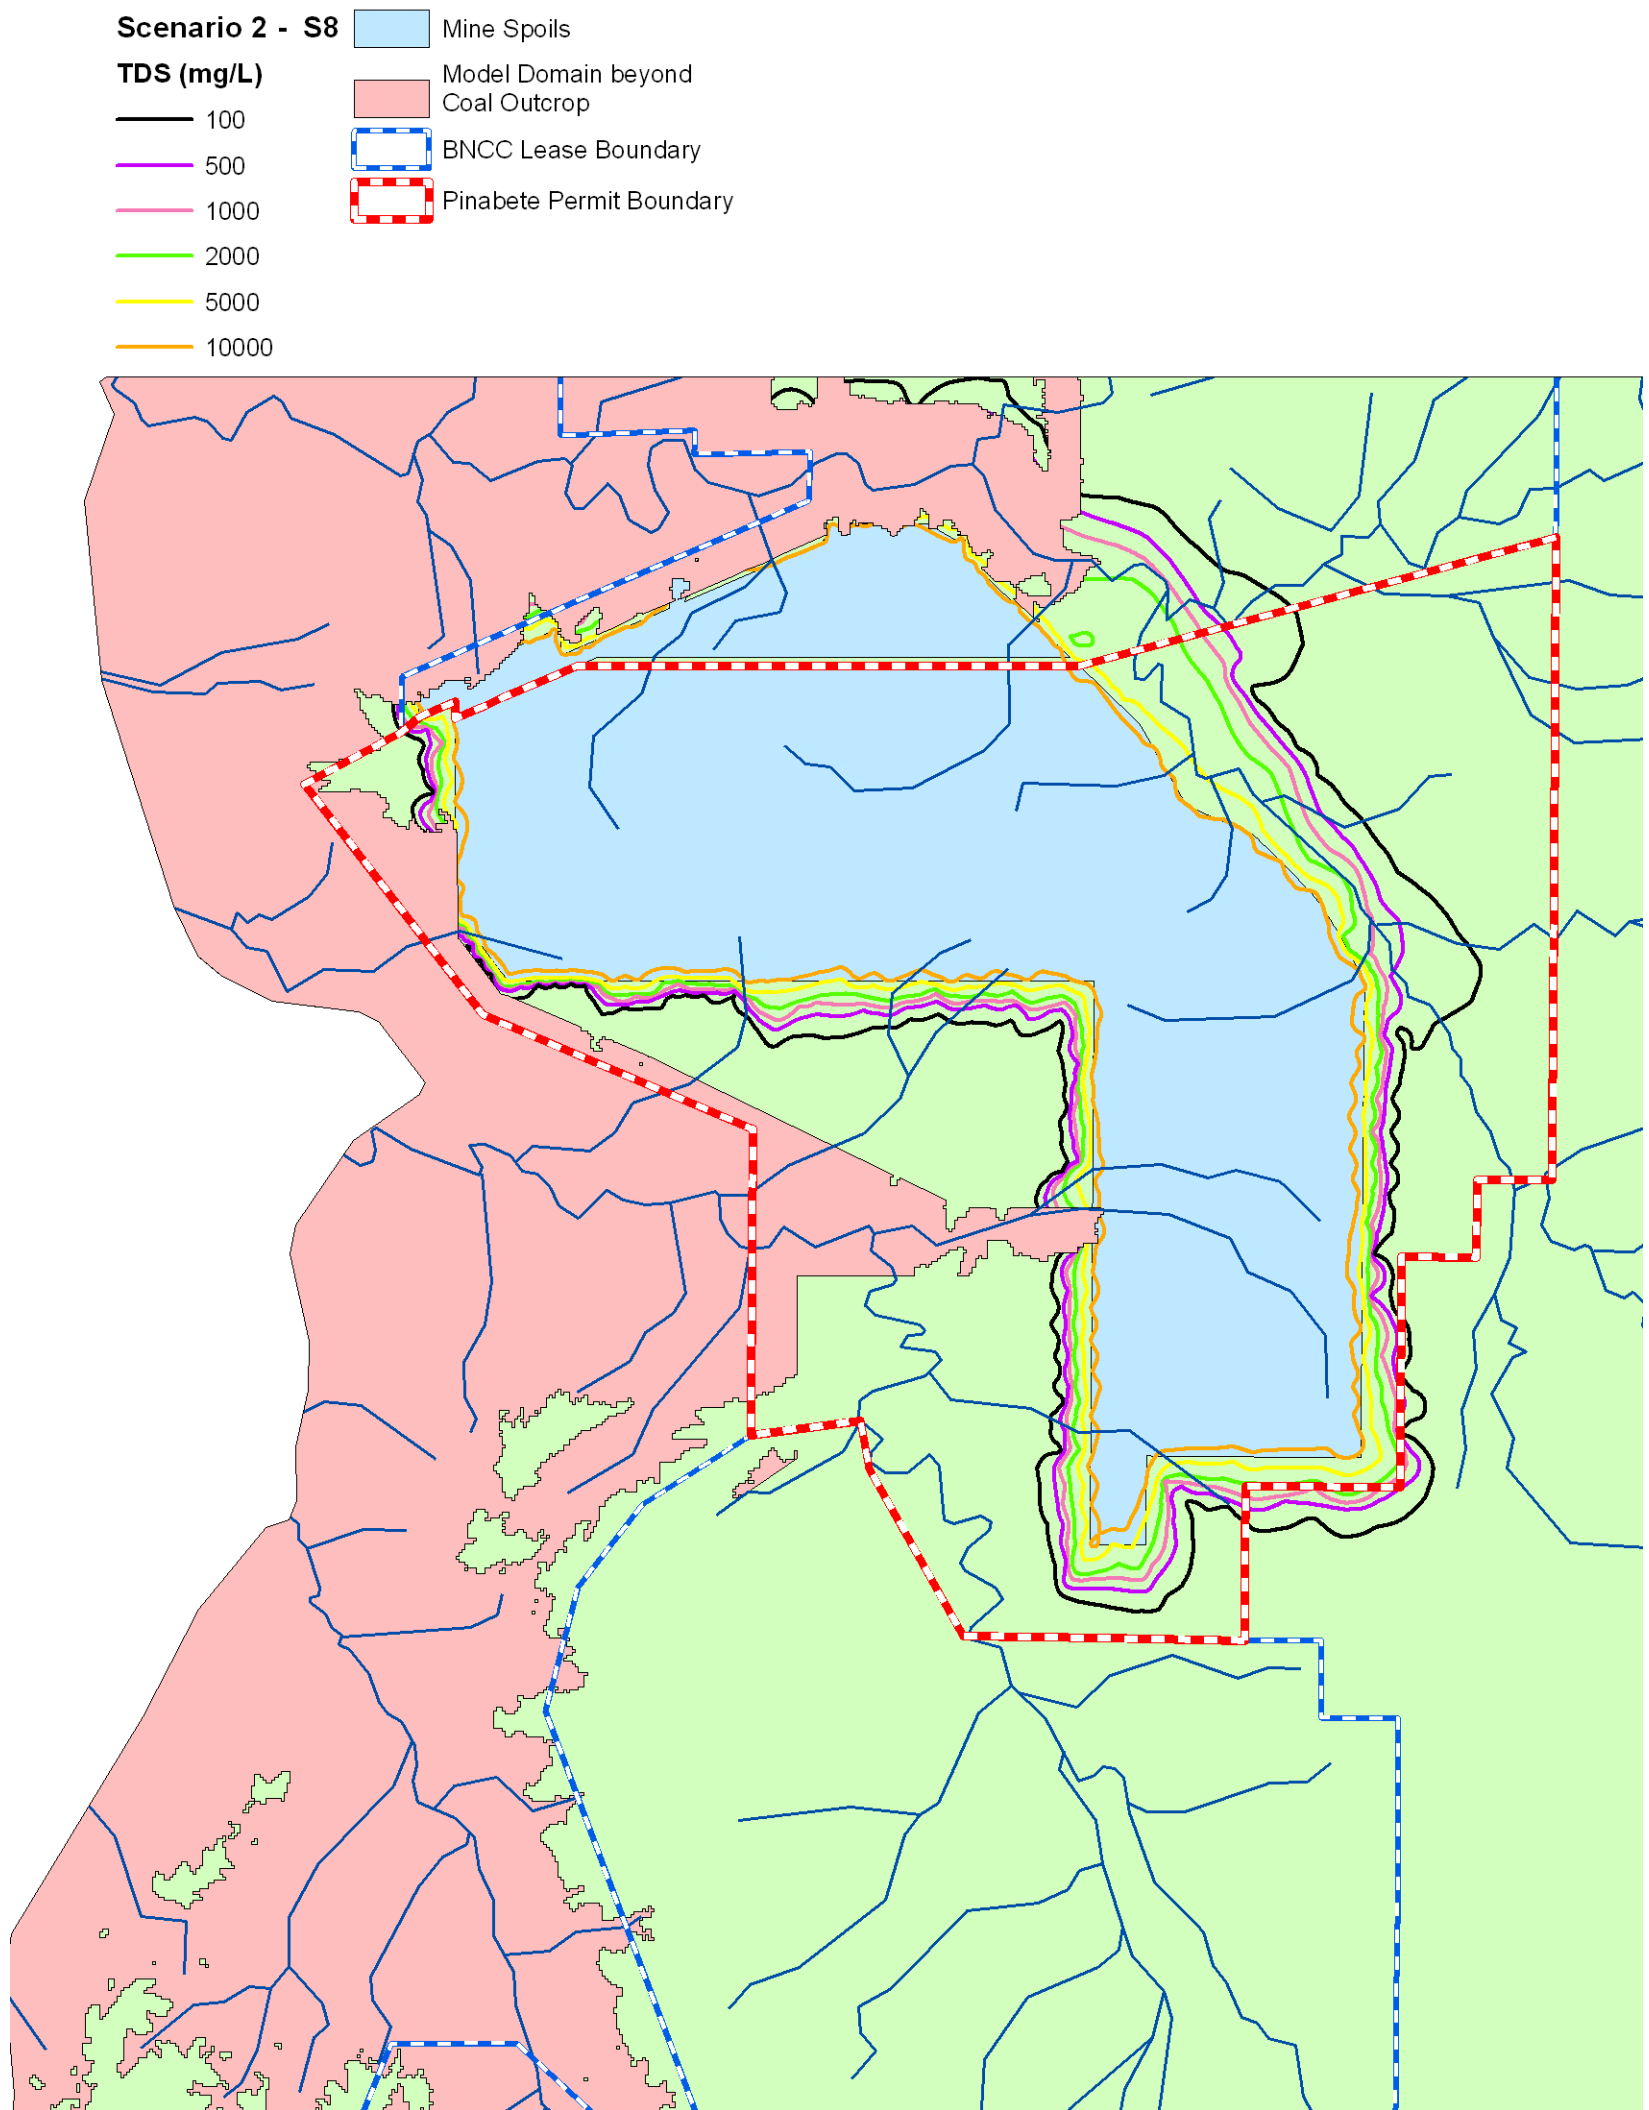 Scenario 2 - S8
TDS (mg/L)
100
500
1000
2000
5000
10000
Mine Spoils
Model Domain beyond
Coal Outcrop
BNCC Lease Boundary
Pinabete Permit Boundary